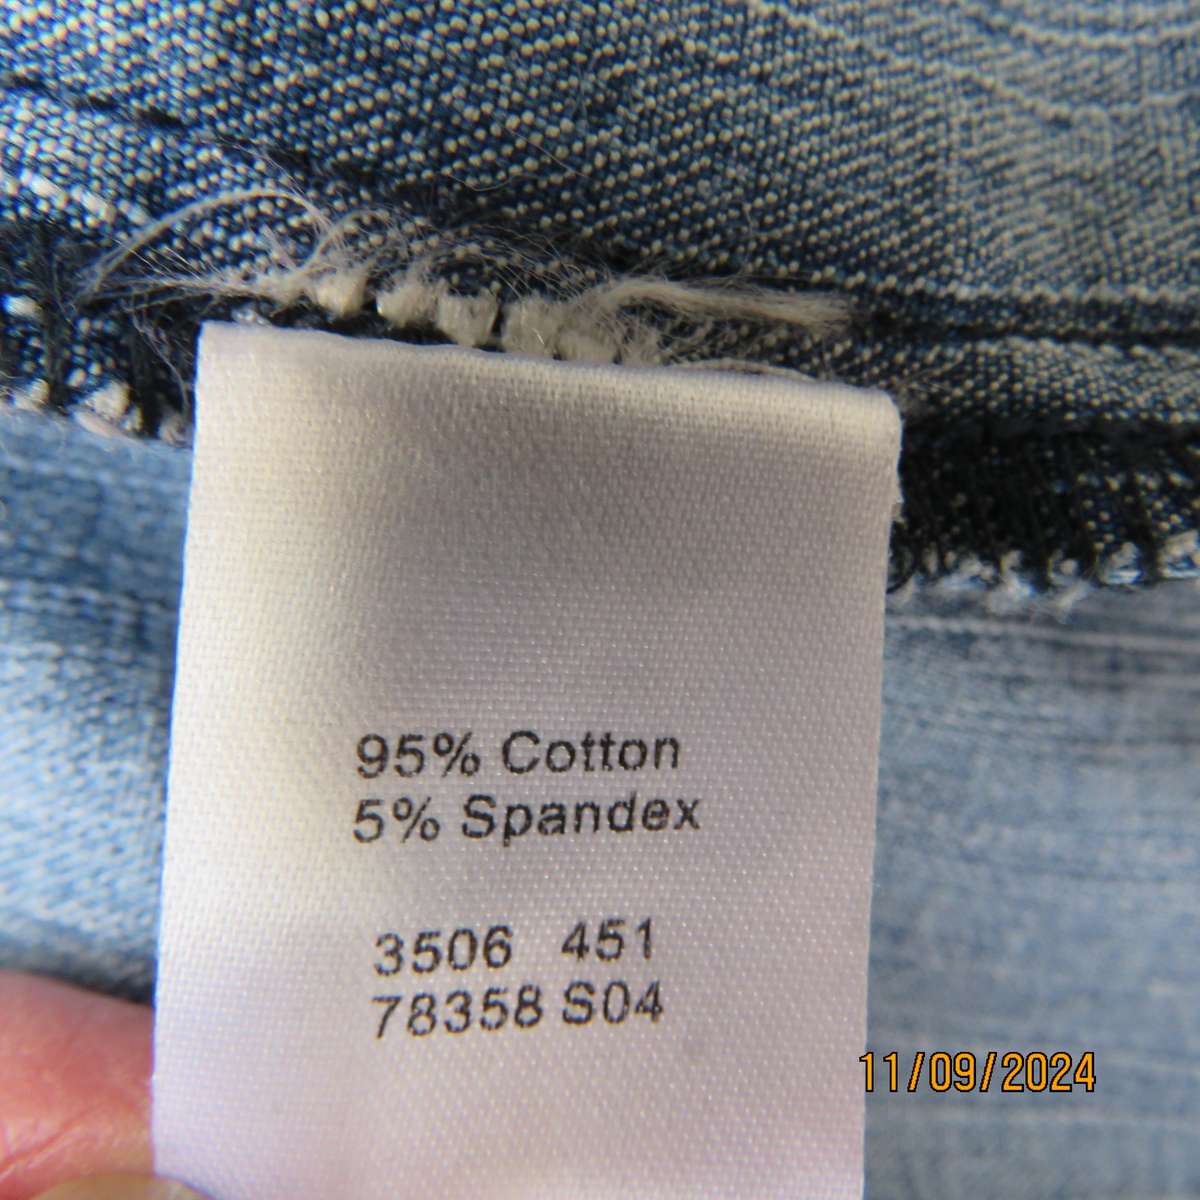 95% Cotton
5% Spandex
3506 451
78358 S04
11/09/2024